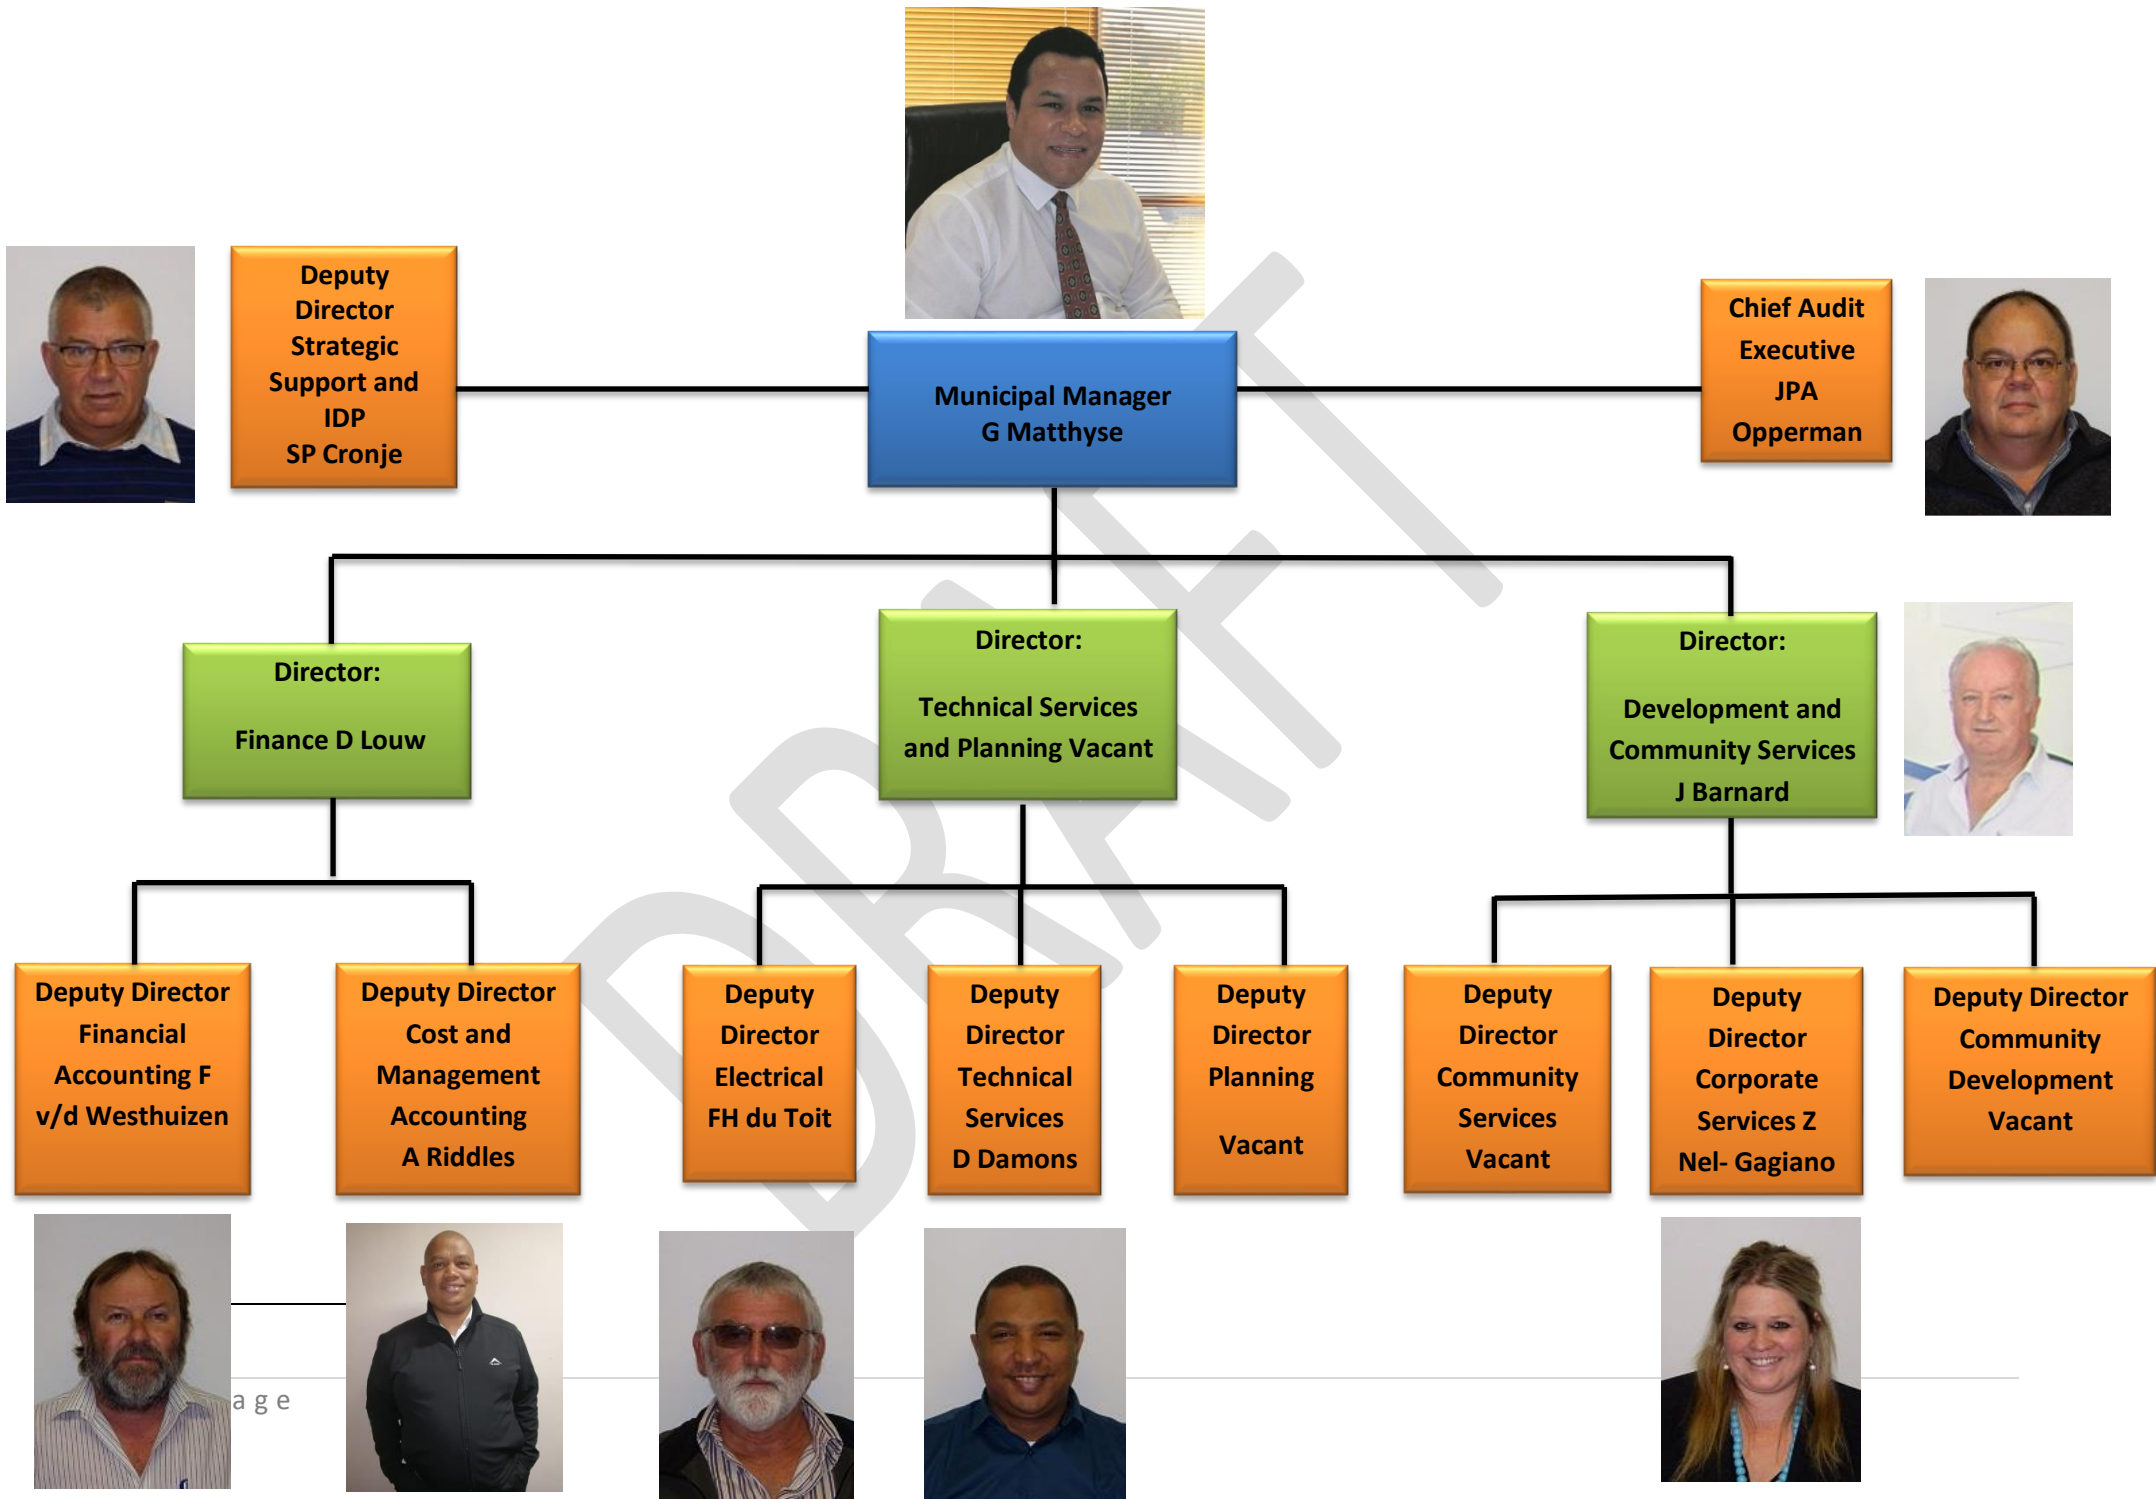 Deputy
Director
Strategic
Support and
IDP
SP Cronje
Municipal Manager
G Matthyse
Chief Audit
Executive
JPA
Opperman
Director:
Finance D Louw
Director:
Technical Services
and Planning Vacant
Director:
Development and
Community Services
J Barnard
Deputy Director
Financial
Accounting F
v/d Westhuizen
Deputy Director
Cost and
Management
Accounting
A Riddles
Deputy
Director
Electrical
FH du Toit
Deputy
Director
Technical
Services
D Damons
Deputy
Director
Planning
Vacant
Deputy
Director
Community
Services
Vacant
Deputy
Director
Corporate
Services Z
Nel- Gagiano
Deputy Director
Community
Development
Vacant
DRAFT
a g e